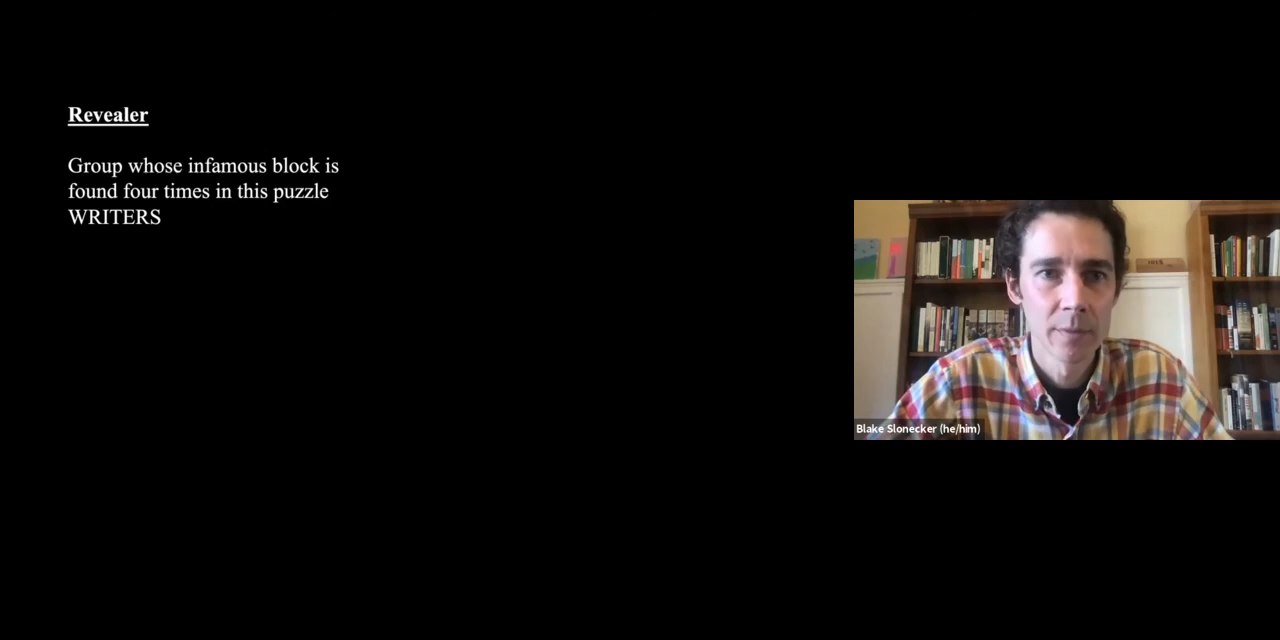 Revealer
Group whose infamous block is
found four times in this puzzle
WRITERS
Blake Slonecker (he/him)